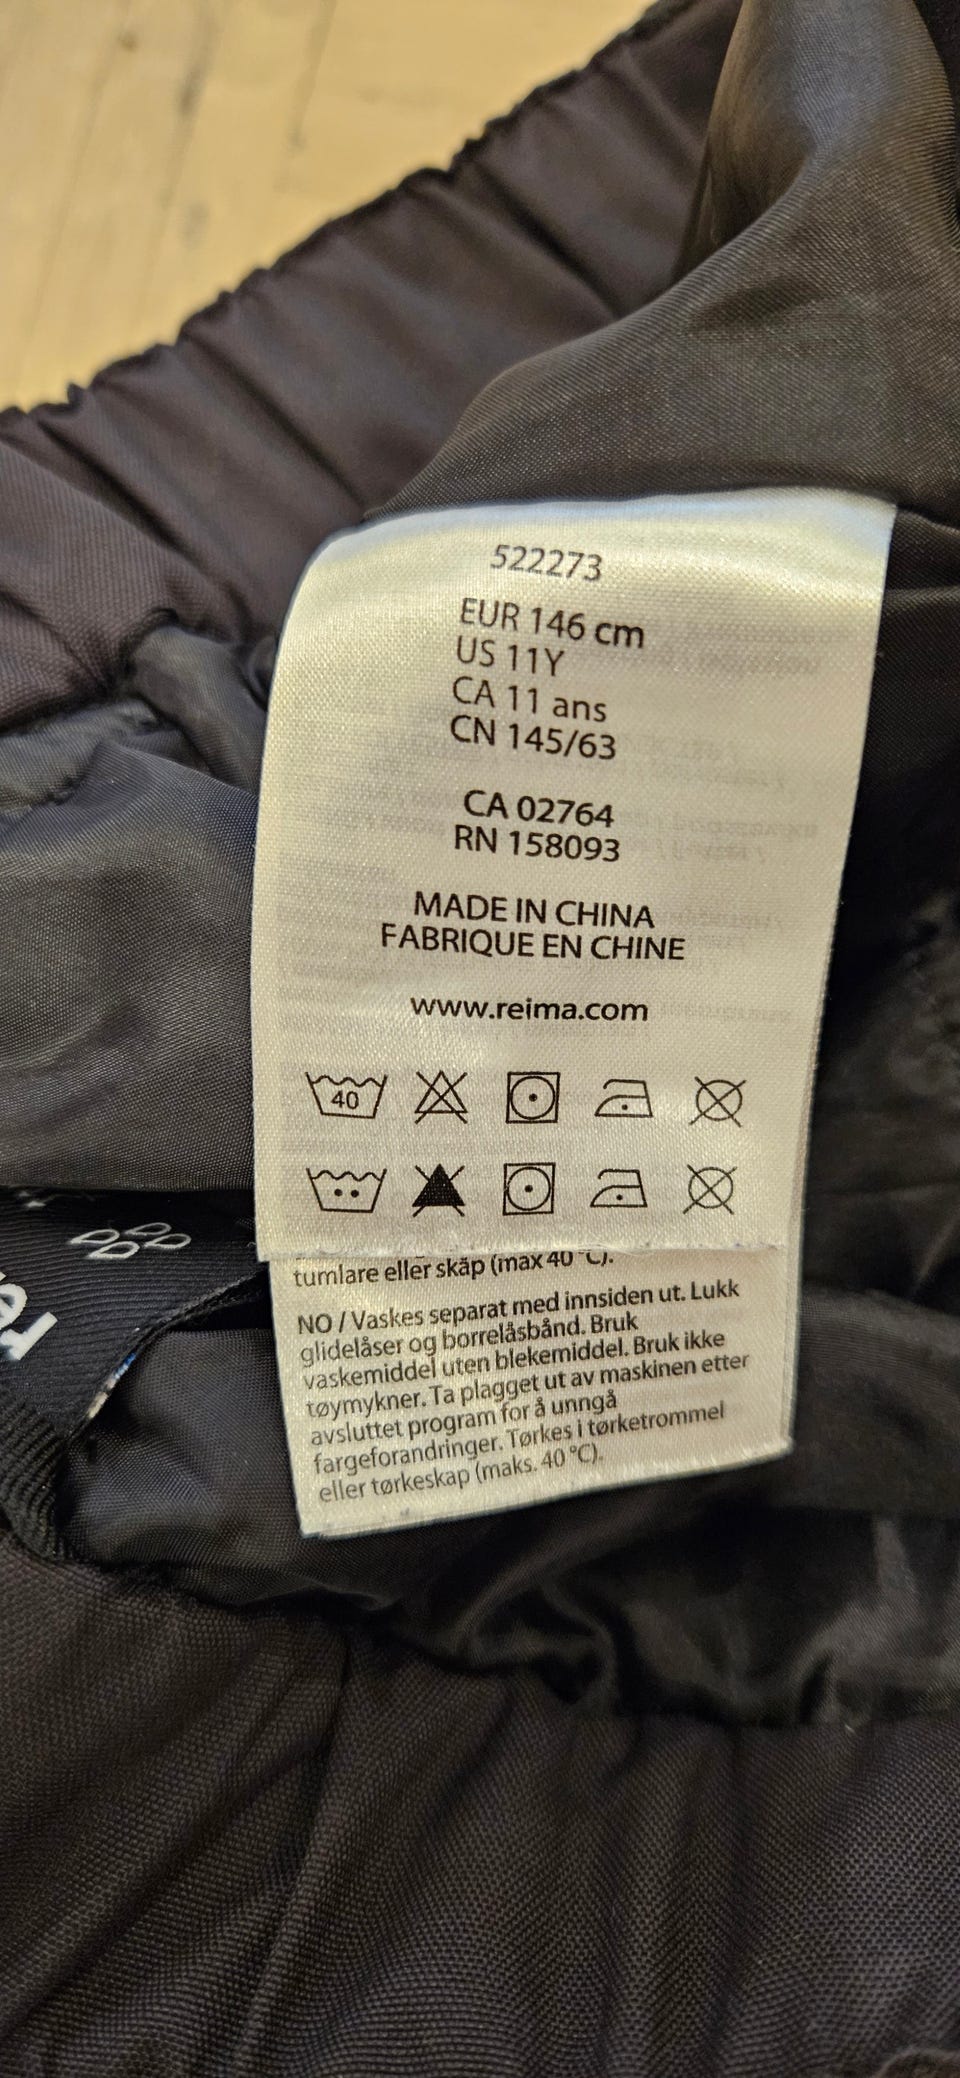 522273
EUR 146 cm
US 11Y
CA 11 ans
CN 145/63
CA 02764
RN 158093
MADE IN CHINA
FABRIQUE EN CHINE
www.reima.com
40
tumlare eller skåp (max 40 °C).
NO / Vaskes separat med innsiden ut. Lukk
glidelåser og borrelåsbånd. Bruk
vaskemiddel uten blekemiddel. Bruk ikke
tøymykner. Ta plagget ut av maskinen etter
avsluttet program for å unngå
fargeforandringer. Tørkes i tørketrommel
eller tørkeskap (maks. 40 °C).